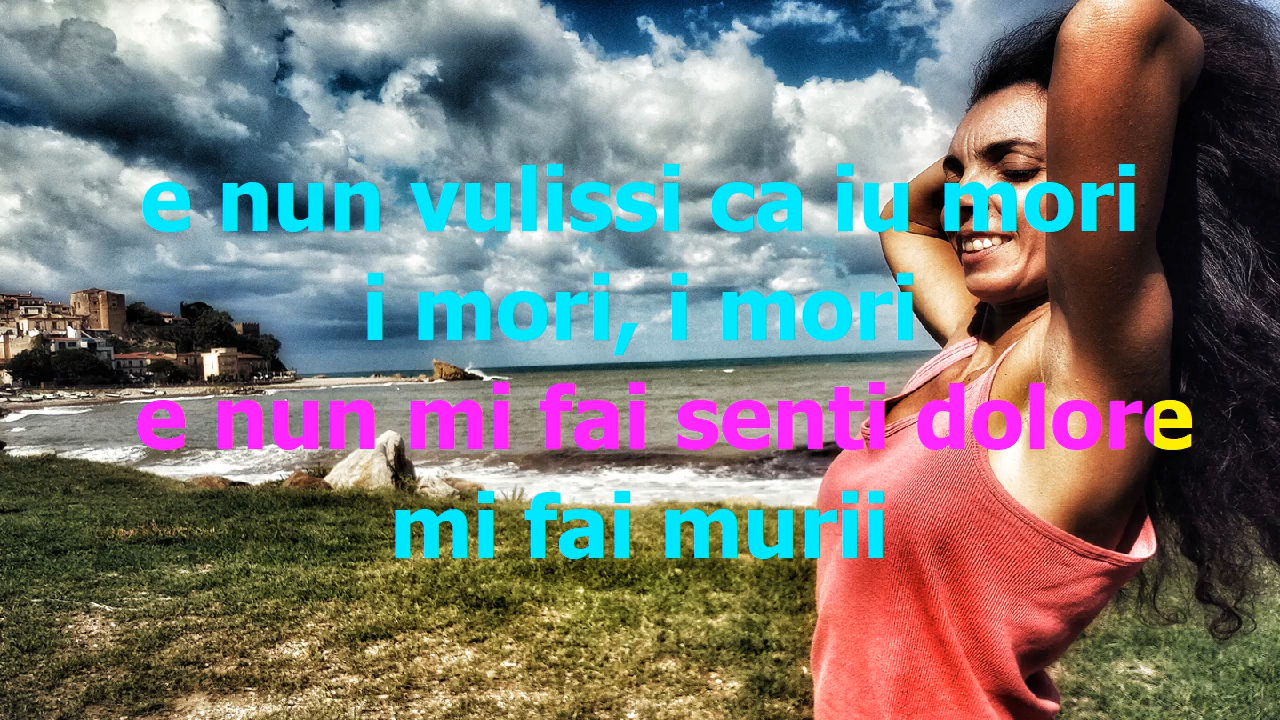 e nun vulissi ca iu mori
i mori, i mori
e nun mi fai senti dolore
mi fai murii